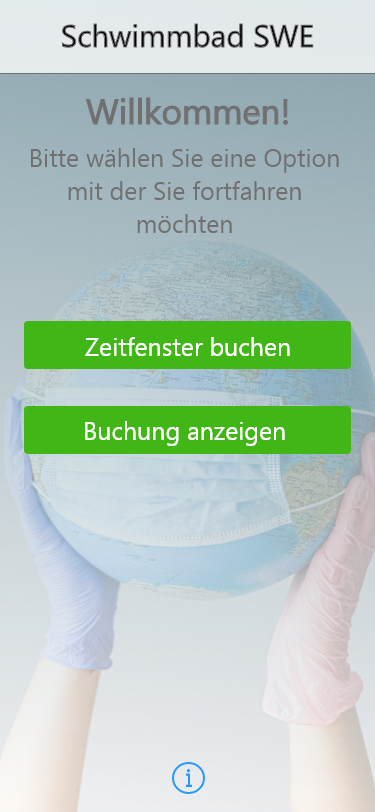 Schwimmbad SWE
Willkommen!
Bitte wählen Sie eine Option
mit der Sie fortfahren
möchten
Zeitfenster buchen
Buchung anzeigen